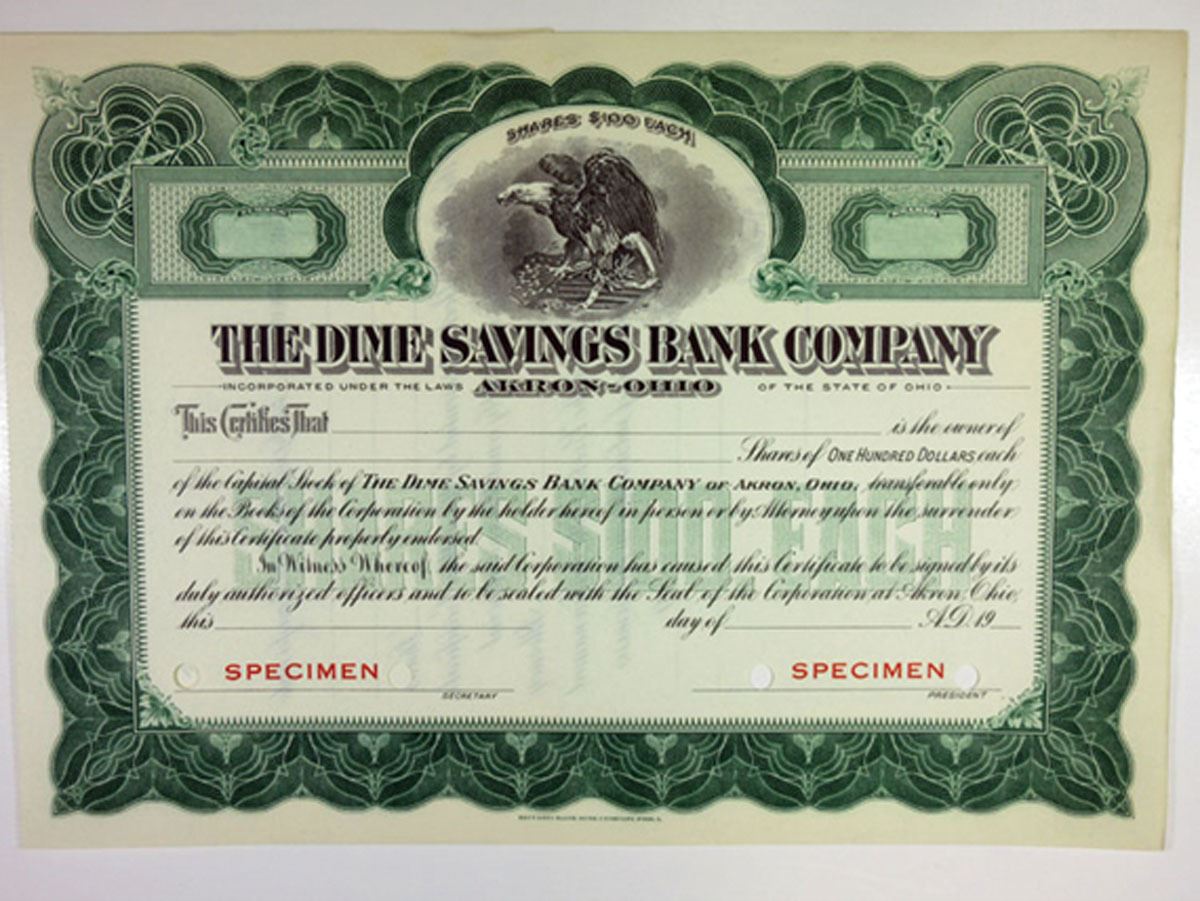 SHARES $100 EACH
THE DIME SAVINGS BANK COMPANY
INCORPORATED UNDER THE LAWS AKRON-OHIO OF THE STATE OF OHIO
This Certifies That is the owner of
Shares of ONE HUNDRED DOLLARS each
of the Capital Stock of THE DIME SAVINGS BANK COMPANY OF AKRON, OHIO, transferable only
on the Books of the Corporation by the holder hereof in person or by Attorney upon the surrender
of this Certificate properly endorsed.
SHARES $100 EACH
In Witness Whereof, the said Corporation has caused this Certificate to be signed by its
duly authorized officers and to be sealed with the Seal of the Corporation at Akron, Ohio,
this day of A.D. 19
SPECIMEN SPECIMEN
SECRETARY PRESIDENT